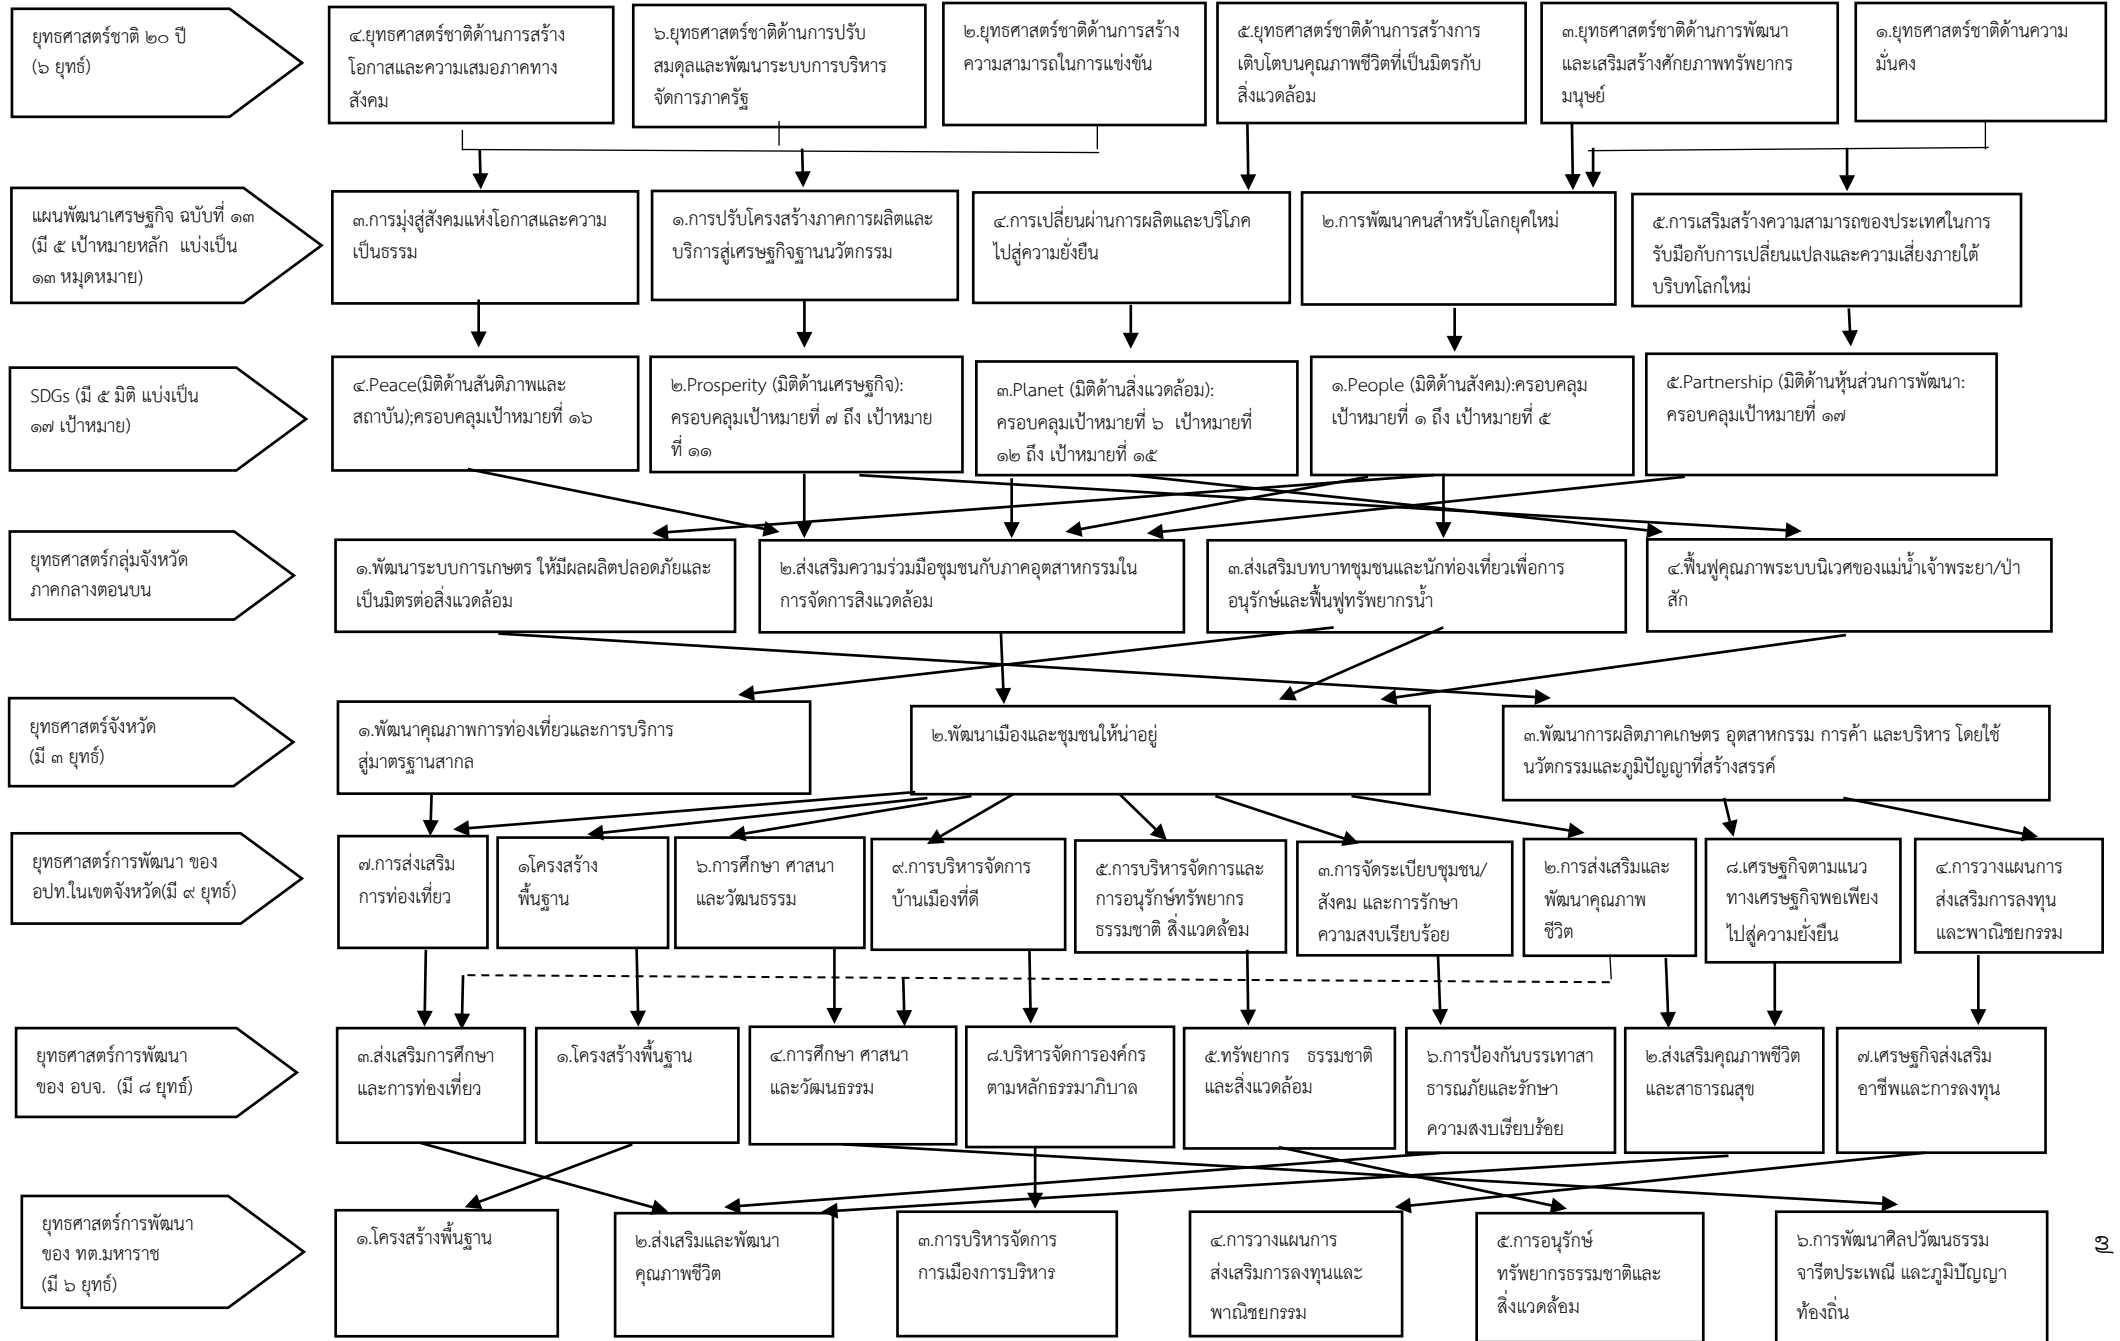 ยุทธศาสตร์ชาติ ๒๐ ปี
(๖ ยุทธ์)
๔.ยุทธศาสตร์ชาติด้านการสร้าง
โอกาสและความเสมอภาคทาง
สังคม
๖.ยุทธศาสตร์ชาติด้านการปรับ
สมดุลและพัฒนาระบบการบริหาร
จัดการภาครัฐ
๒.ยุทธศาสตร์ชาติด้านการสร้าง
ความสามารถในการแข่งขัน
๕.ยุทธศาสตร์ชาติด้านการสร้างการ
เติบโตบนคุณภาพชีวิตที่เป็นมิตรกับ
สิ่งแวดล้อม
๓.ยุทธศาสตร์ชาติด้านการพัฒนา
และเสริมสร้างศักยภาพทรัพยากร
มนุษย์
๑.ยุทธศาสตร์ชาติด้านความ
มั่นคง
แผนพัฒนาเศรษฐกิจ ฉบับที่ ๑๓
(มี ๕ เป้าหมายหลัก แบ่งเป็น
๑๓ หมุดหมาย)
๓.การมุ่งสู่สังคมแห่งโอกาสและความ
เป็นธรรม
๑.การปรับโครงสร้างภาคการผลิตและ
บริการสู่เศรษฐกิจฐานนวัตกรรม
๔.การเปลี่ยนผ่านการผลิตและบริโภค
ไปสู่ความยั่งยืน
๒.การพัฒนาคนสำหรับโลกยุคใหม่
๕.การเสริมสร้างความสามารถของประเทศในการ
รับมือกับการเปลี่ยนแปลงและความเสี่ยงภายใต้
บริบทโลกใหม่
SDGs (มี ๕ มิติ แบ่งเป็น
๑๗ เป้าหมาย)
๔.Peace(มิติด้านสันติภาพและ
สถาบัน);ครอบคลุมเป้าหมายที่ ๑๖
๒.Prosperity (มิติด้านเศรษฐกิจ):
ครอบคลุมเป้าหมายที่ ๗ ถึง เป้าหมาย
ที่ ๑๑
๓.Planet (มิติด้านสิ่งแวดล้อม):
ครอบคลุมเป้าหมายที่ ๖ เป้าหมายที่
๑๒ ถึง เป้าหมายที่ ๑๕
๑.People (มิติด้านสังคม):ครอบคลุม
เป้าหมายที่ ๑ ถึง เป้าหมายที่ ๕
๕.Partnership (มิติด้านหุ้นส่วนการพัฒนา:
ครอบคลุมเป้าหมายที่ ๑๗
ยุทธศาสตร์กลุ่มจังหวัด
ภาคกลางตอนบน
๑.พัฒนาระบบการเกษตร ให้มีผลผลิตปลอดภัยและ
เป็นมิตรต่อสิ่งแวดล้อม
๒.ส่งเสริมความร่วมมือชุมชนกับภาคอุตสาหกรรมใน
การจัดการสิงแวดล้อม
๓.ส่งเสริมบทบาทชุมชนและนักท่องเที่ยวเพื่อการ
อนุรักษ์และฟื้นฟูทรัพยากรน้ำ
๔.ฟื้นฟูคุณภาพระบบนิเวศของแม่น้ำเจ้าพระยา/ป่า
สัก
ยุทธศาสตร์จังหวัด
(มี ๓ ยุทธ์)
๑.พัฒนาคุณภาพการท่องเที่ยวและการบริการ
สู่มาตรฐานสากล
๒.พัฒนาเมืองและชุมชนให้น่าอยู่
๓.พัฒนาการผลิตภาคเกษตร อุตสาหกรรม การค้า และบริหาร โดยใช้
นวัตกรรมและภูมิปัญญาที่สร้างสรรค์
ยุทธศาสตร์การพัฒนา ของ
อปท.ในเขตจังหวัด(มี ๙ ยุทธ์)
๗.การส่งเสริม
การท่องเที่ยว
๑โครงสร้าง
พื้นฐาน
๖.การศึกษา ศาสนา
และวัฒนธรรม
๙.การบริหารจัดการ
บ้านเมืองที่ดี
๕.การบริหารจัดการและ
การอนุรักษ์ทรัพยากร
ธรรมชาติ สิ่งแวดล้อม
๓.การจัดระเบียบชุมชน/
สังคม และการรักษา
ความสงบเรียบร้อย
๒.การส่งเสริมและ
พัฒนาคุณภาพ
ชีวิต
๘.เศรษฐกิจตามแนว
ทางเศรษฐกิจพอเพียง
ไปสู่ความยั่งยืน
๔.การวางแผนการ
ส่งเสริมการลงทุน
และพาณิชยกรรม
ยุทธศาสตร์การพัฒนา
ของ อบจ. (มี ๘ ยุทธ์)
๓.ส่งเสริมการศึกษา
และการท่องเที่ยว
๑.โครงสร้างพื้นฐาน
๔.การศึกษา ศาสนา
และวัฒนธรรม
๘.บริหารจัดการองค์กร
ตามหลักธรรมาภิบาล
๕.ทรัพยากร ธรรมชาติ
และสิ่งแวดล้อม
๖.การป้องกันบรรเทาสา
ธารณภัยและรักษา
ความสงบเรียบร้อย
๒.ส่งเสริมคุณภาพชีวิต
และสาธารณสุข
๗.เศรษฐกิจส่งเสริม
อาชีพและการลงทุน
ยุทธศาสตร์การพัฒนา
ของ ทต.มหาราช
(มี ๖ ยุทธ์)
๑.โครงสร้างพื้นฐาน
๒.ส่งเสริมและพัฒนา
คุณภาพชีวิต
๓.การบริหารจัดการ
การเมืองการบริหาร
๔.การวางแผนการ
ส่งเสริมการลงทุนและ
พาณิชยกรรม
๕.การอนุรักษ์
ทรัพยากรธรรมชาติและ
สิ่งแวดล้อม
๖.การพัฒนาศิลปวัฒนธรรม
จารีตประเพณี และภูมิปัญญา
ท้องถิ่น